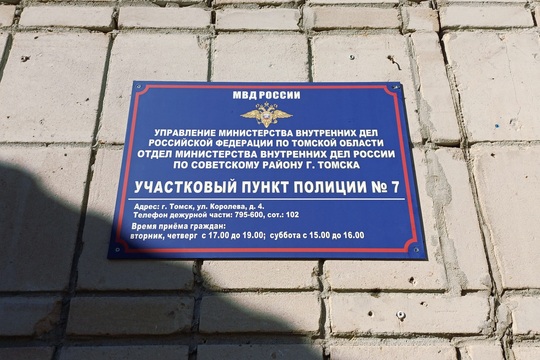 МВД РОССИИ
УПРАВЛЕНИЕ МИНИСТЕРСТВА ВНУТРЕННИХ ДЕЛ
РОССИЙСКОЙ ФЕДЕРАЦИИ ПО ТОМСКОЙ ОБЛАСТИ
ОТДЕЛ МИНИСТЕРСТВА ВНУТРЕННИХ ДЕЛ РОССИИ
ПО СОВЕТСКОМУ РАЙОНУ Г. ТОМСКА
УЧАСТКОВЫЙ ПУНКТ ПОЛИЦИИ № 7
Адрес: г. Томск, ул. Королева, д. 4.
Телефон дежурной части: 795-600, сот.: 102
Время приёма граждан:
вторник, четверг с 17.00 до 19.00; суббота с 15.00 до 16.00